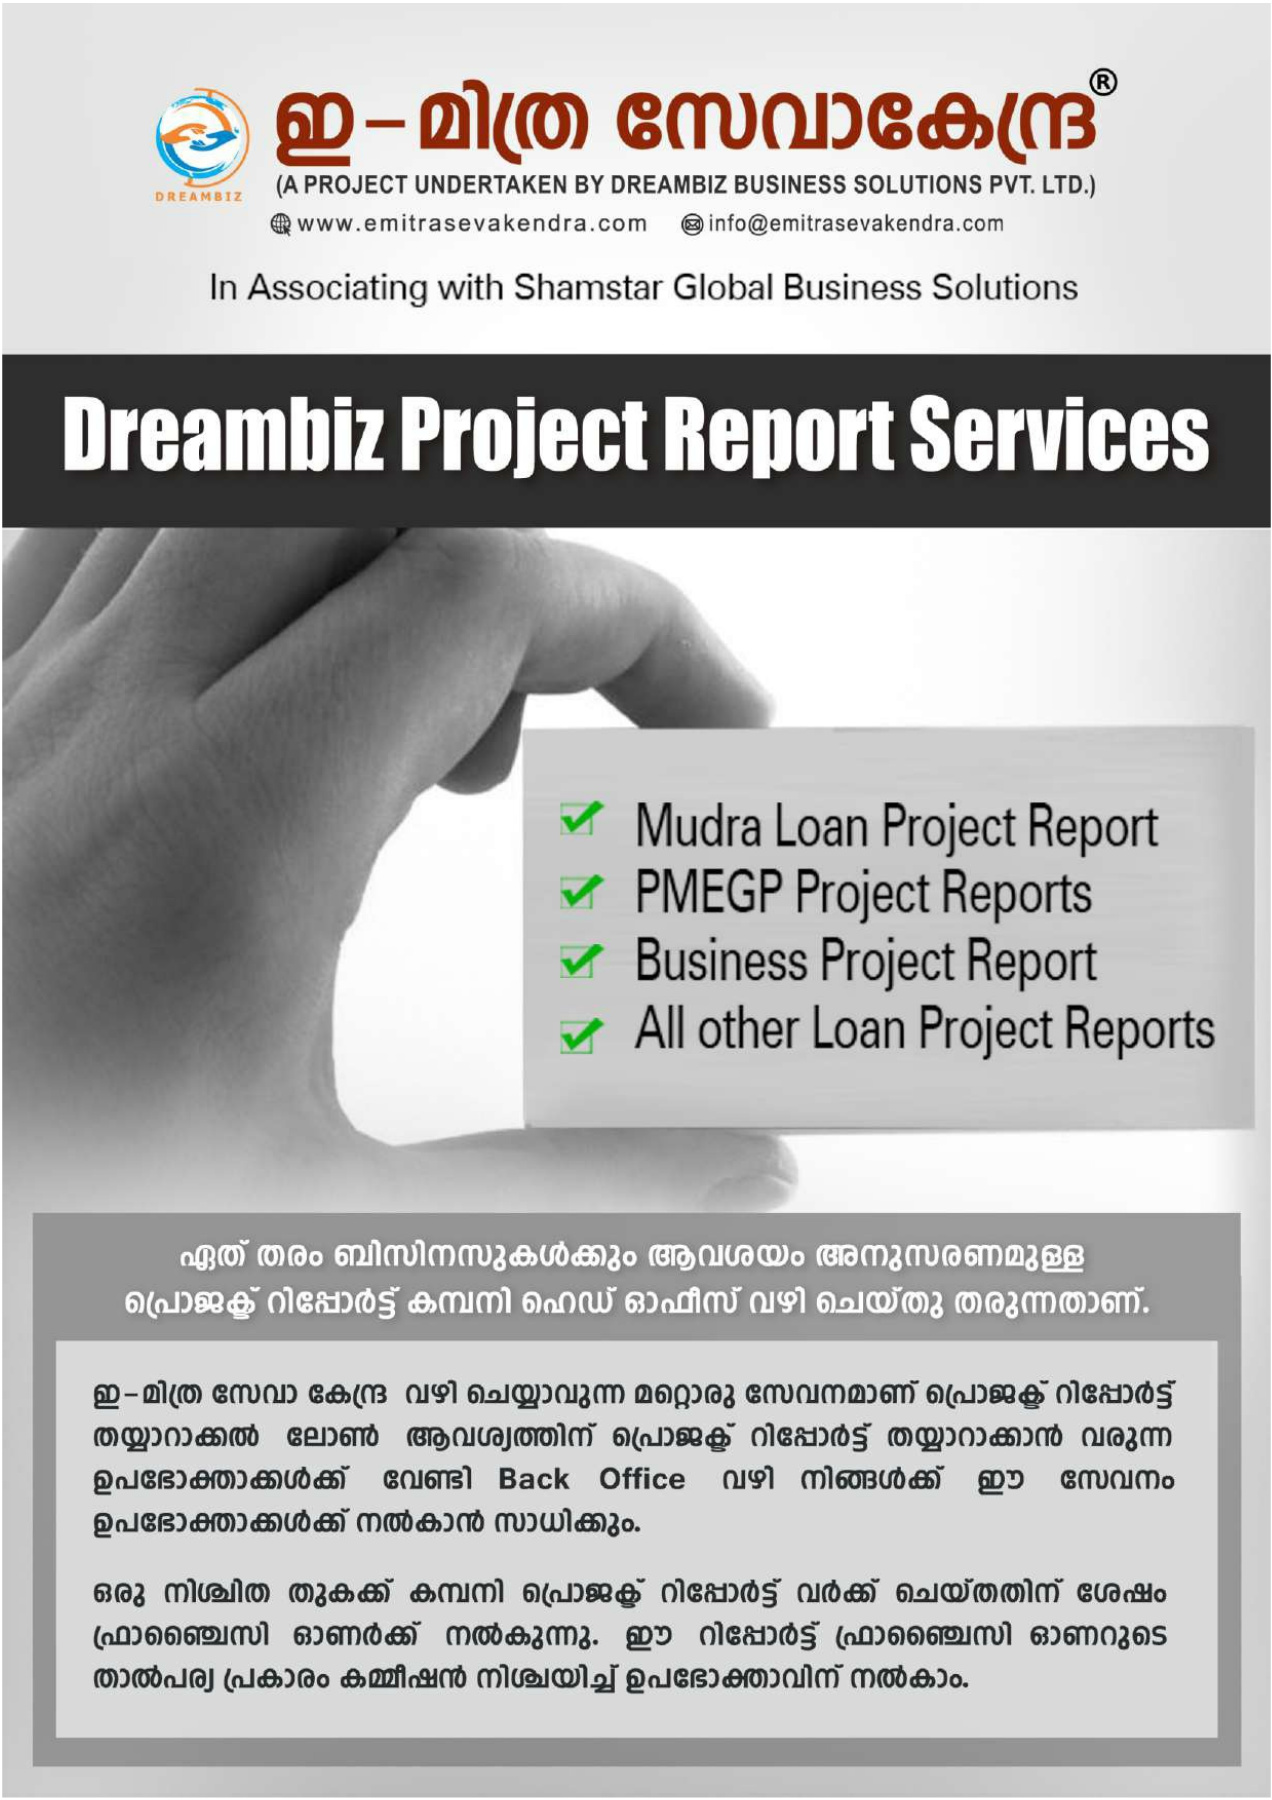 ഇ-മിത്ര സേവാകേന്ദ്ര®
DREAMBIZ
(A PROJECT UNDERTAKEN BY DREAMBIZ BUSINESS SOLUTIONS PVT. LTD.)
www.emitrasevakendra.com info@emitrasevakendra.com
In Associating with Shamstar Global Business Solutions
Dreambiz Project Report Services
Mudra Loan Project Report
PMEGP Project Reports
Business Project Report
All other Loan Project Reports
ഏത് തരം ബിസിനസുകൾക്കും ആവശയം അനുസരണമുള്ള
പ്രൊജക്ട് റിപ്പോർട്ട് കമ്പനി ഹെഡ് ഓഫീസ് വഴി ചെയ്തു തരുന്നതാണ്.
ഇ-മിത്ര സേവാ കേന്ദ്ര വഴി ചെയ്യാവുന്ന മറ്റൊരു സേവനമാണ് പ്രൊജക്ട് റിപ്പോർട്ട്
തയ്യാറാക്കൽ ലോൺ ആവശ്യത്തിന് പ്രൊജക്ട് റിപ്പോർട്ട് തയ്യാറാക്കാൻ വരുന്ന
ഉപഭോക്താക്കൾക്ക് വേണ്ടി Back Office വഴി നിങ്ങൾക്ക് ഈ സേവനം
ഉപഭോക്താക്കൾക്ക് നൽകാൻ സാധിക്കും.
ഒരു നിശ്ചിത തുകക്ക് കമ്പനി പ്രൊജക്ട് റിപ്പോർട്ട് വർക്ക് ചെയ്തതിന് ശേഷം
ഫ്രാഞ്ചൈസി ഓണർക്ക് നൽകുന്നു. ഈ റിപ്പോർട്ട് ഫ്രാഞ്ചൈസി ഓണറുടെ
താൽപര്യ പ്രകാരം കമ്മീഷൻ നിശ്ചയിച്ച് ഉപഭോക്താവിന് നൽകാം.